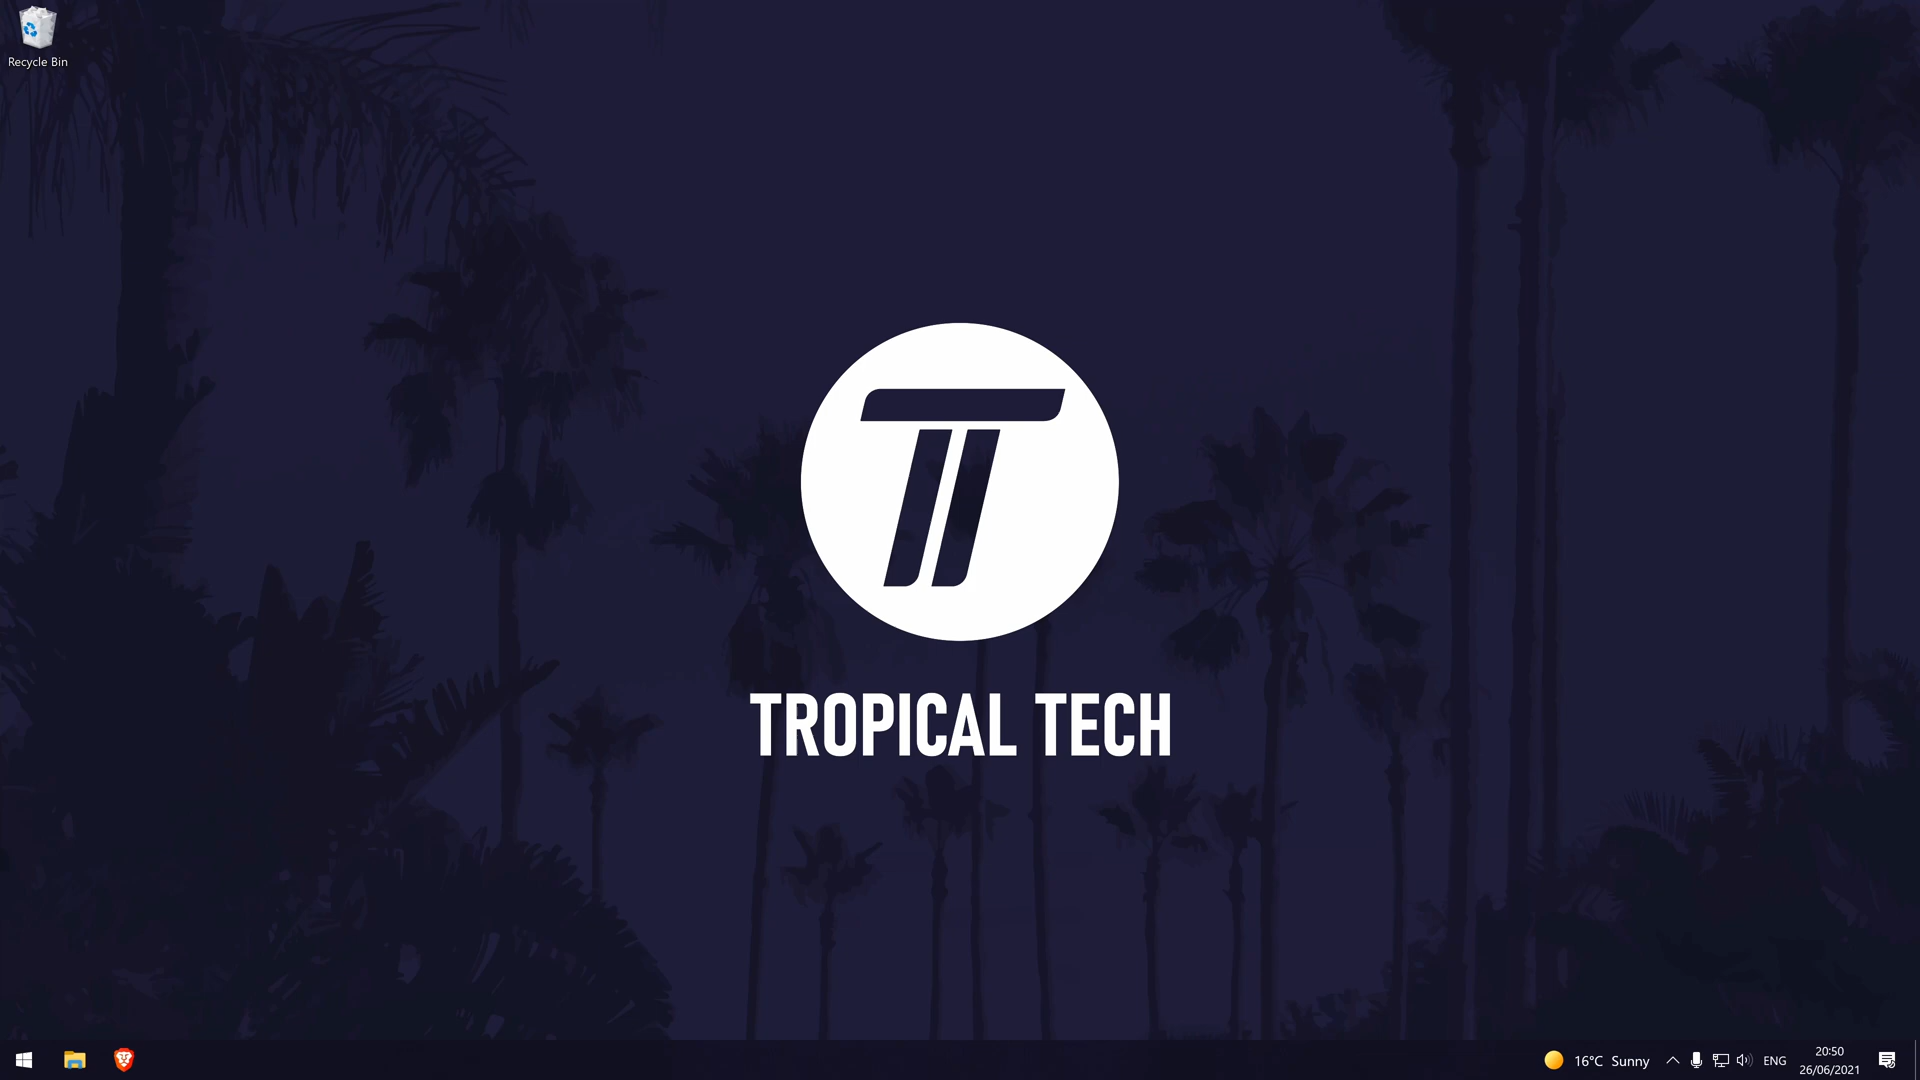 Recycle Bin
TROPICAL TECH
16°C Sunny
ENG
20:50
26/06/2021